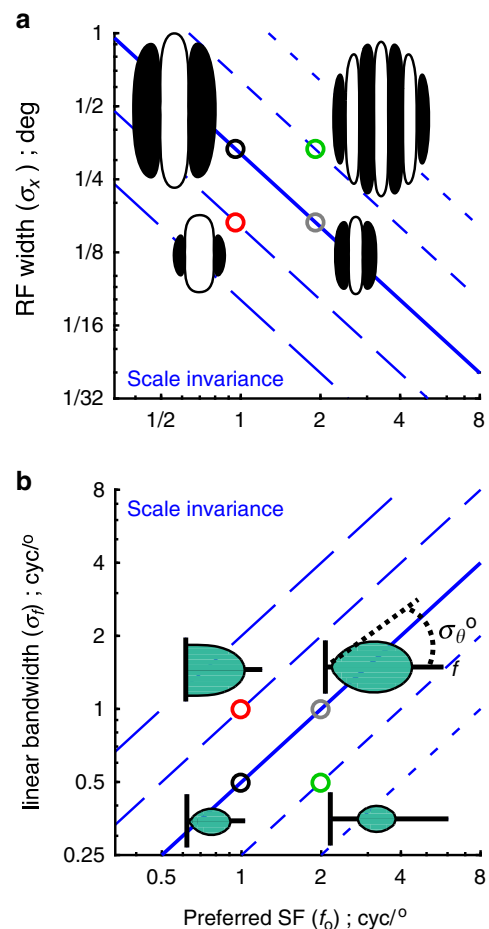 a
RF width (σx) ; deg
1
1/2
1/4
1/8
1/16
1/32
Scale invariance
1/2 1 2 4 8
b
linear bandwidth (σf) ; cyc/o
8
4
2
1
0.5
0.25
Scale invariance
σθo
f
0.5 1 2 4 8
Preferred SF (fo) ; cyc/o